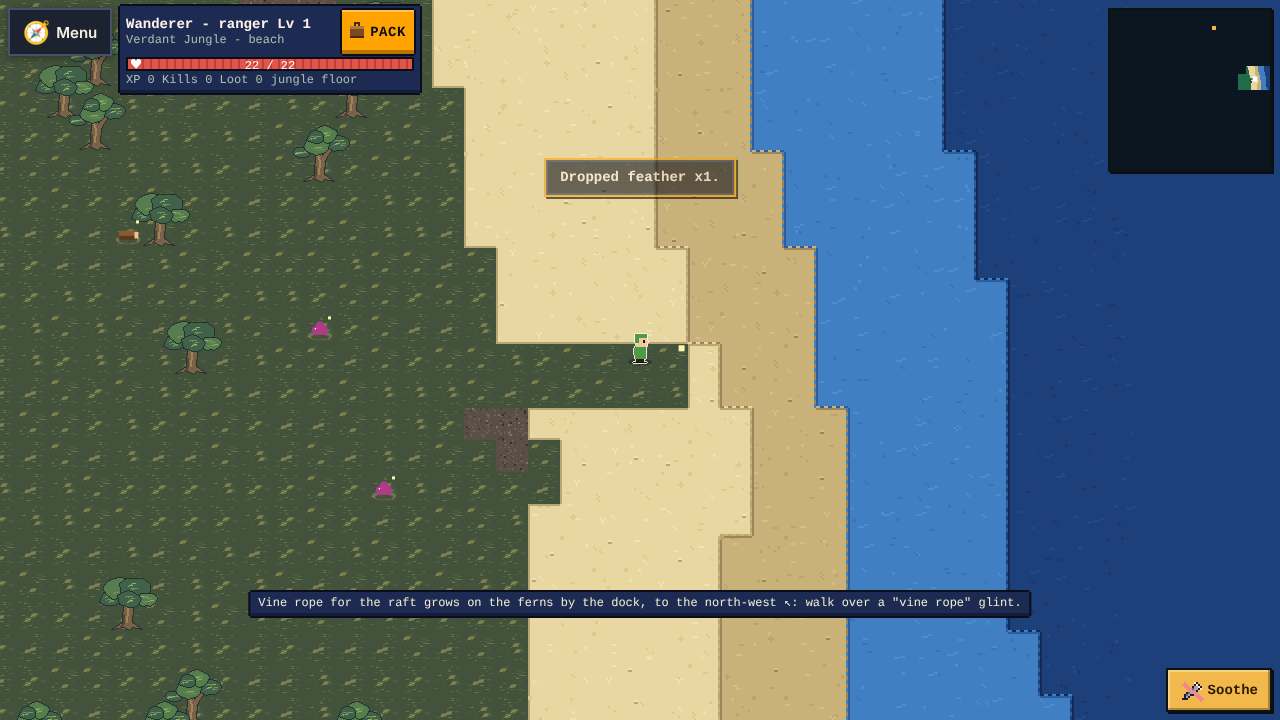 Menu
Wanderer - ranger Lv 1
Verdant Jungle - beach
PACK
22 / 22
XP 0 Kills 0 Loot 0 jungle floor
Dropped feather x1.
Vine rope for the raft grows on the ferns by the dock, to the north-west ↖: walk over a "vine rope" glint.
Soothe